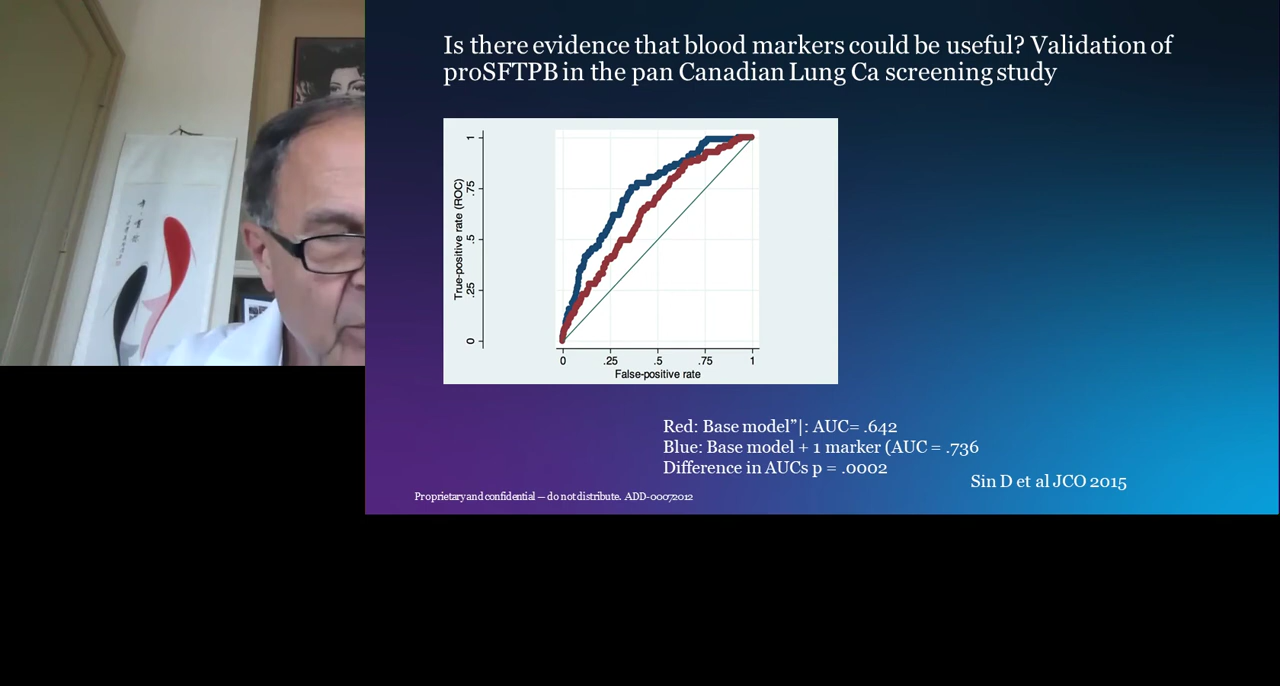 Is there evidence that blood markers could be useful? Validation of
proSFTPB in the pan Canadian Lung Ca screening study
True-positive rate (ROC)
1
.75
.5
.25
0
0 .25 .5 .75 1
False-positive rate
Red: Base model”|: AUC= .642
Blue: Base model + 1 marker (AUC = .736
Difference in AUCs p = .0002
Sin D et al JCO 2015
Proprietary and confidential — do not distribute. ADD-00072012